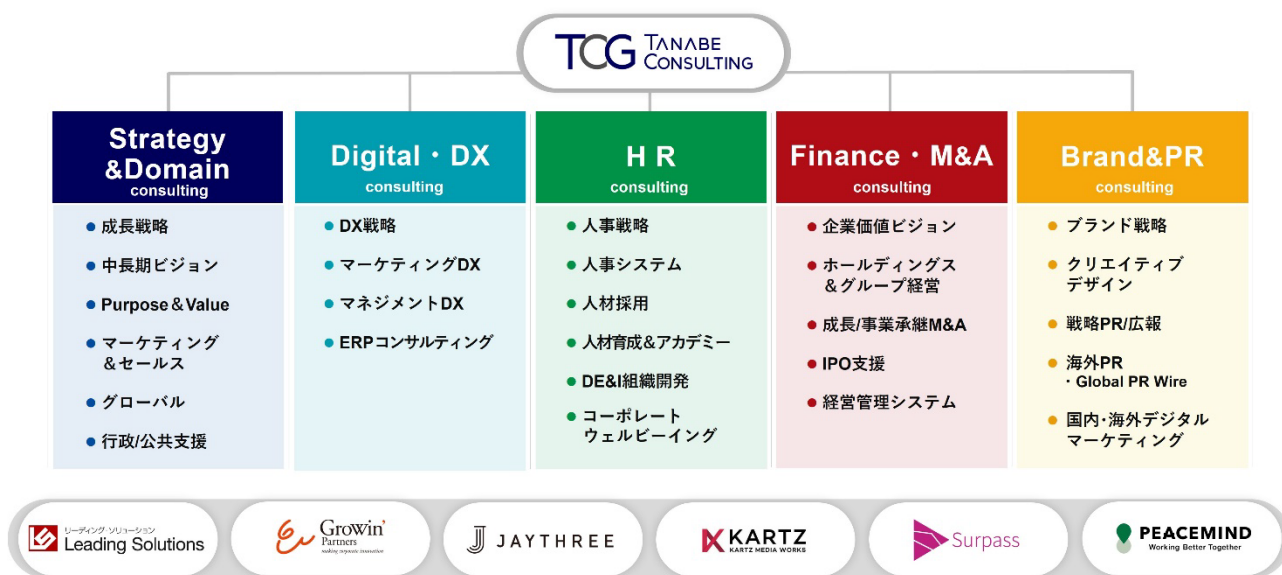 TCG TANABE
CONSULTING
Strategy
&Domain
consulting
成長戦略
中長期ビジョン
Purpose＆Value
マーケティング
＆セールス
グローバル
行政/公共支援
Digital・DX
consulting
DX戦略
マーケティングDX
マネジメントDX
ERPコンサルティング
HR
consulting
人事戦略
人事システム
人材採用
人材育成&アカデミー
DE&I組織開発
コーポレート
ウェルビーイング
Finance・M&A
consulting
企業価値ビジョン
ホールディングス
＆グループ経営
成長/事業承継M&A
IPO支援
経営管理システム
Brand&PR
consulting
ブランド戦略
クリエイティブ
デザイン
戦略PR/広報
海外PR
・Global PR Wire
国内・海外デジタル
マーケティング
リーディング・ソリューション
Leading Solutions
GroWin'
Partners
making corporate innovation
JAYTHREE
KARTZ
KARTZ MEDIA WORKS
Surpass
PEACEMIND
Working Better Together